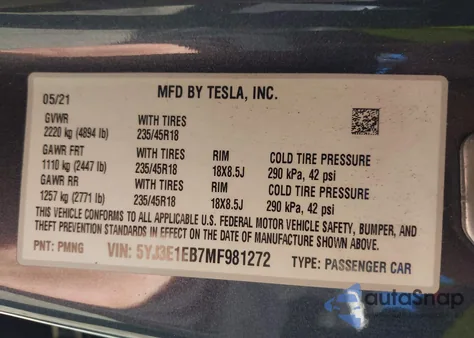 MFD BY TESLA, INC.
05/21
GVWR WITH TIRES
2220 kg (4894 lb) 235/45R18
GAWR FRT WITH TIRES RIM COLD TIRE PRESSURE
1110 kg (2447 lb) 235/45R18 18X8.5J 290 kPa, 42 psi
GAWR RR WITH TIRES RIM COLD TIRE PRESSURE
1257 kg (2771 lb) 235/45R18 18X8.5J 290 kPa, 42 psi
THIS VEHICLE CONFORMS TO ALL APPLICABLE U.S. FEDERAL MOTOR VEHICLE SAFETY, BUMPER, AND
THEFT PREVENTION STANDARDS IN EFFECT ON THE DATE OF MANUFACTURE SHOWN ABOVE.
PNT: PMNG VIN: 5YJ3E1EB7MF981272 TYPE: PASSENGER CAR
autoSnap